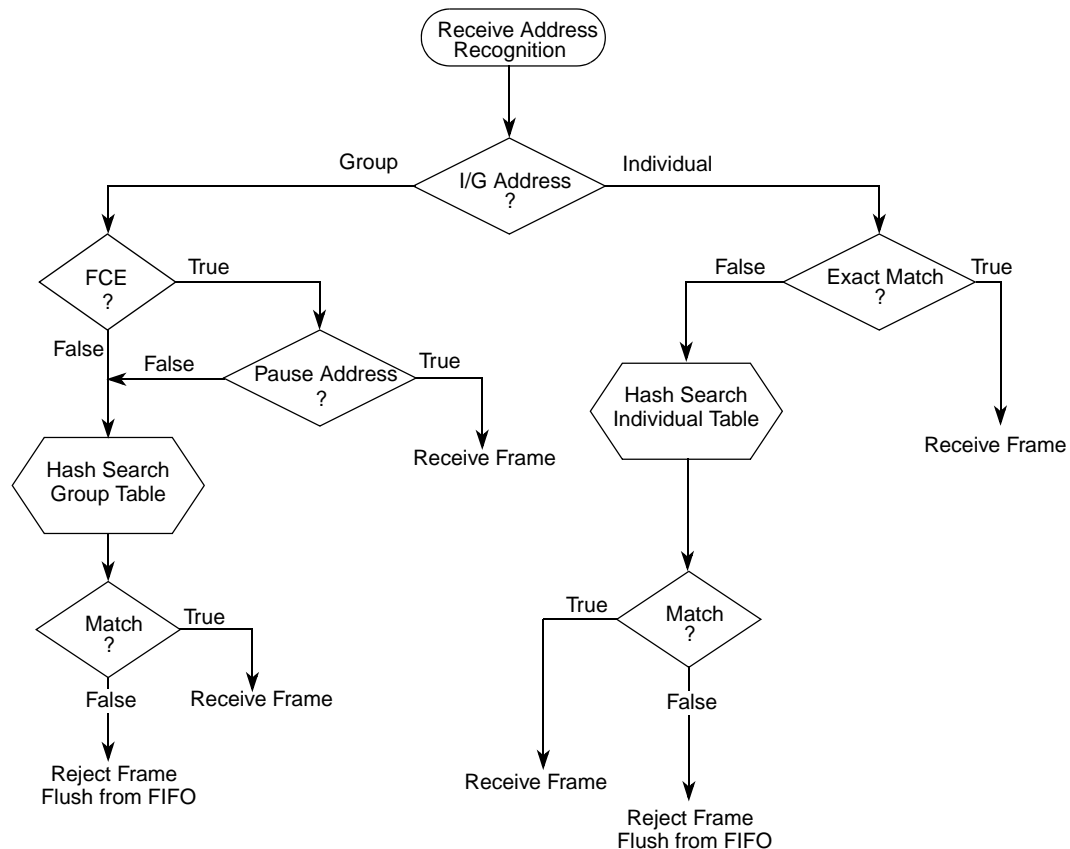 Receive Address
Recognition
Group
I/G Address
?
Individual
FCE
?
True
False
False
Pause Address
?
True
Receive Frame
False
Exact Match
?
True
Receive Frame
Hash Search
Individual Table
Hash Search
Group Table
Match
?
True
Receive Frame
False
Reject Frame
Flush from FIFO
True
Match
?
False
Receive Frame
Reject Frame
Flush from FIFO